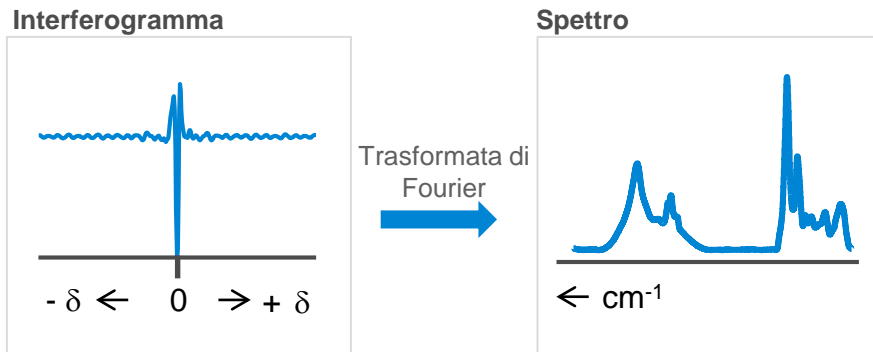 Interferogramma
Spettro
Trasformata di
Fourier
- δ ← 0 → + δ
← cm⁻¹